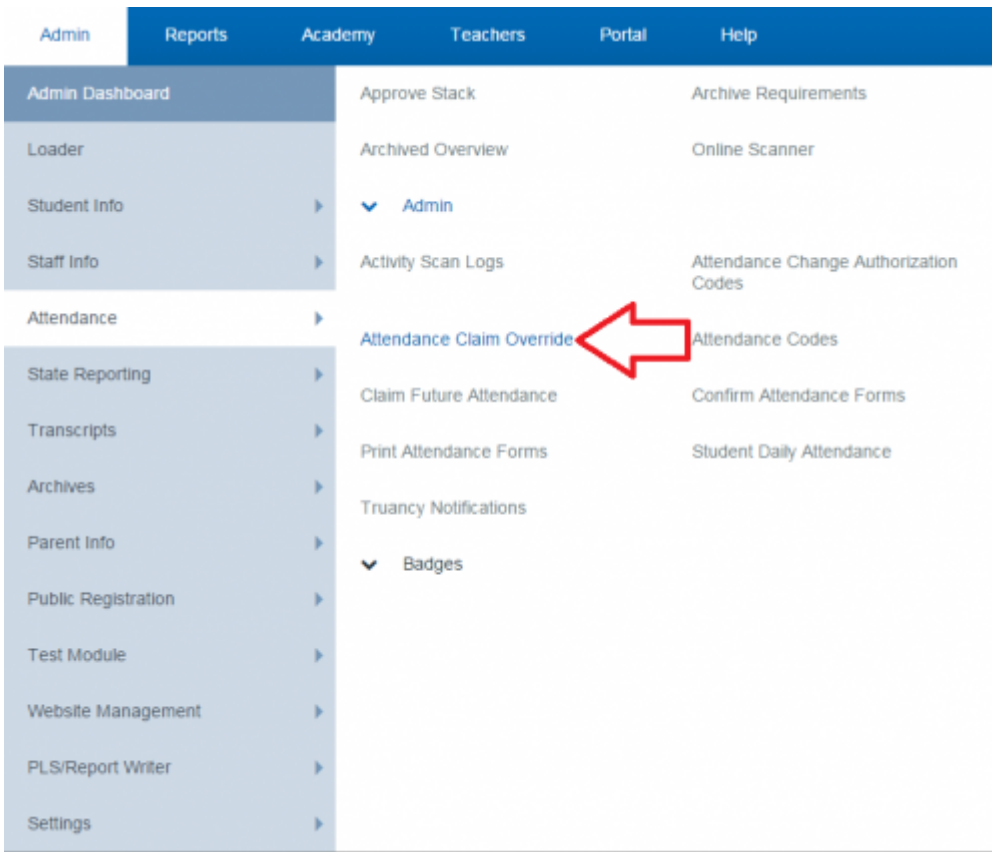 Admin Reports Academy Teachers Portal Help
Admin Dashboard
Loader
Student Info
Staff Info
Attendance
State Reporting
Transcripts
Archives
Parent Info
Public Registration
Test Module
Website Management
PLS/Report Writer
Settings
Approve Stack Archive Requirements
Archived Overview Online Scanner
Admin
Activity Scan Logs Attendance Change Authorization
Codes
Attendance Claim Override Attendance Codes
Claim Future Attendance Confirm Attendance Forms
Print Attendance Forms Student Daily Attendance
Truancy Notifications
Badges